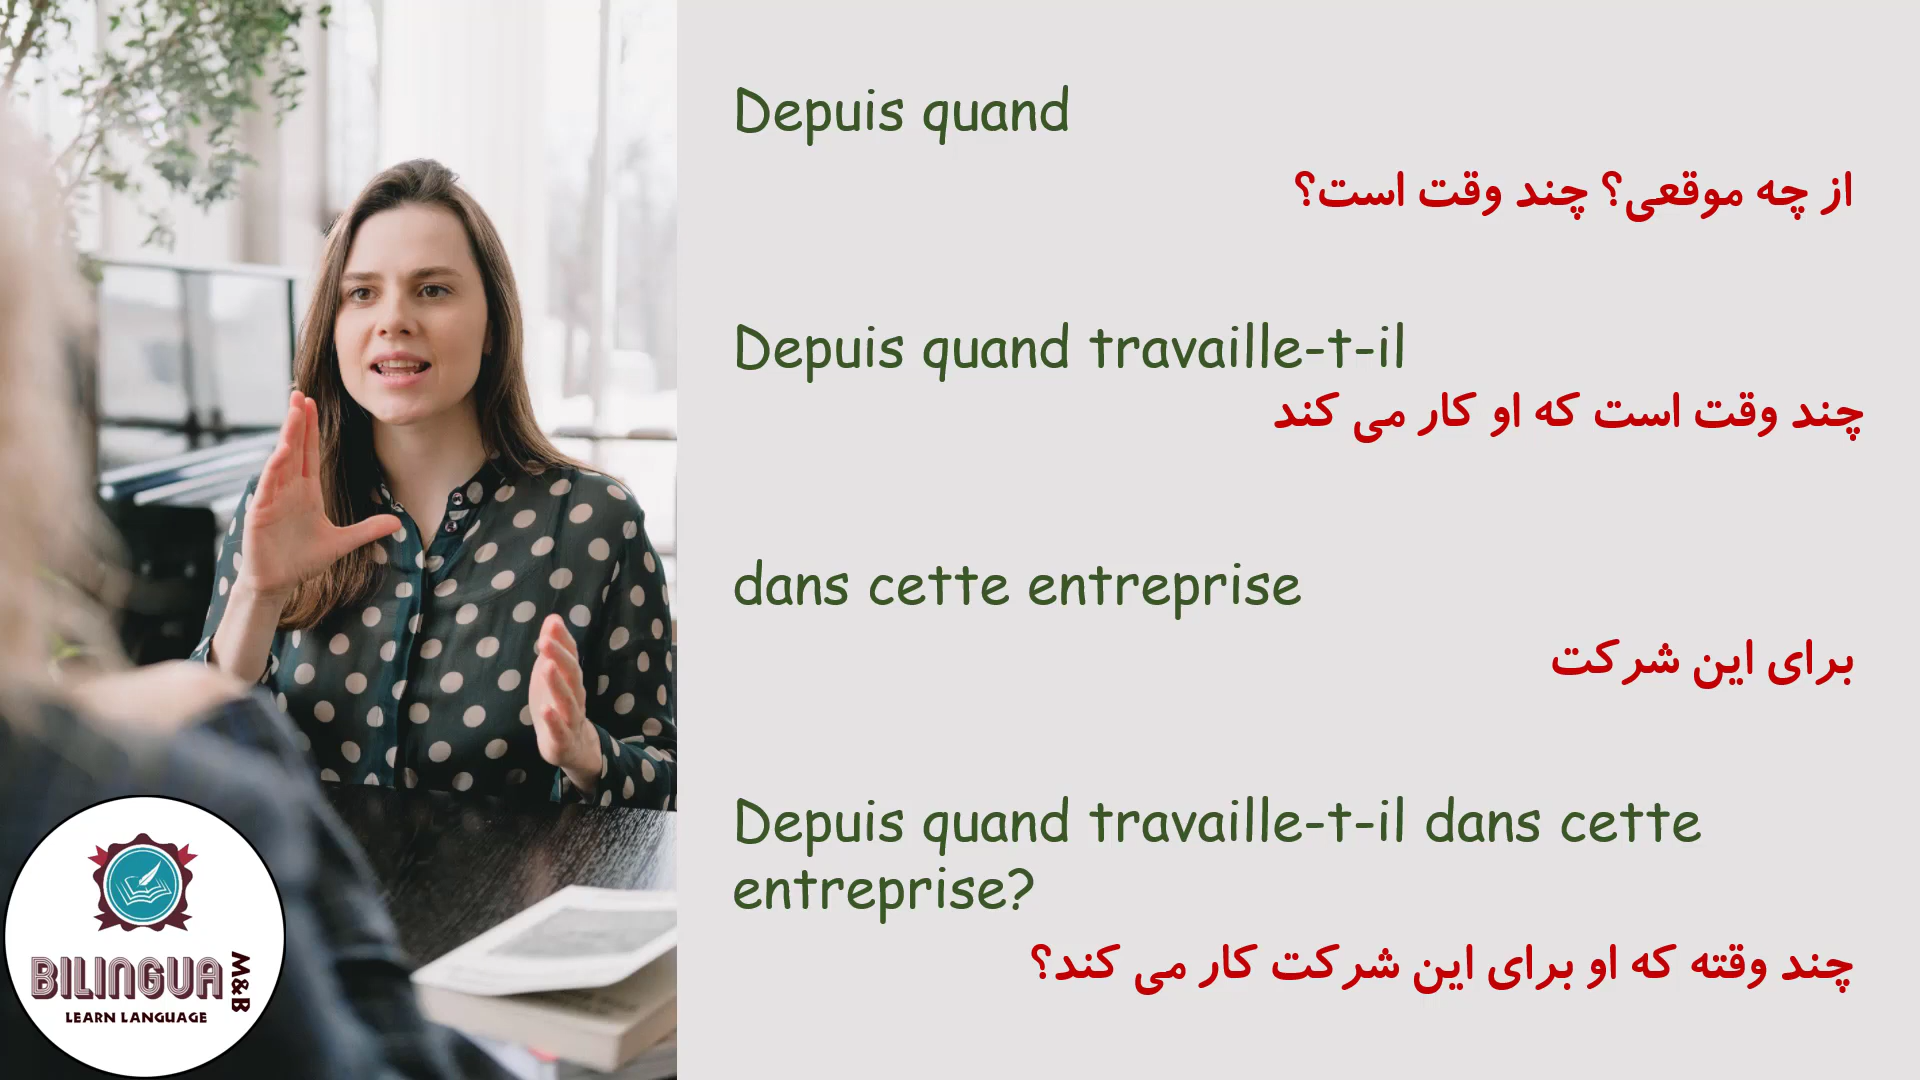 Depuis quand
از چه موقعی؟ چند وقت است؟
Depuis quand travaille-t-il
چند وقت است که او کار می کند
dans cette entreprise
برای این شرکت
Depuis quand travaille-t-il dans cette
entreprise?
چند وقته که او برای این شرکت کار می کند؟
BILINGUA
M&B
LEARN LANGUAGE